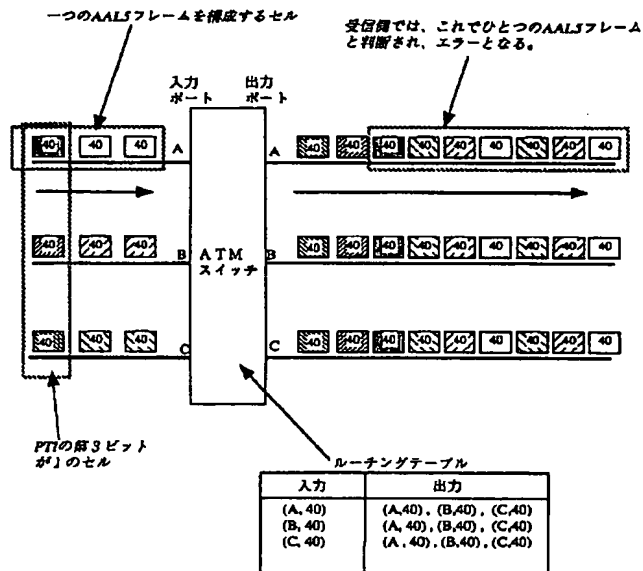 一つのAAL5フレームを構成するセル
受信側では、これでひとつのAAL5フレーム
と判断され、エラーとなる。
入力
ポート
出力
ポート
40 40 40 A
A 40 40 40 40 40 40 40 40 40
40 40 40 B
ATM
スイッチ
B 40 40 40 40 40 40 40 40 40
40 40 40 C
C 40 40 40 40 40 40 40 40 40
PTIの第3ビット
が1のセル
ルーチングテーブル
入力 出力
(A, 40) (A,40), (B,40), (C,40)
(B, 40) (A, 40), (B,40), (C,40)
(C, 40) (A, 40), (B,40), (C,40)